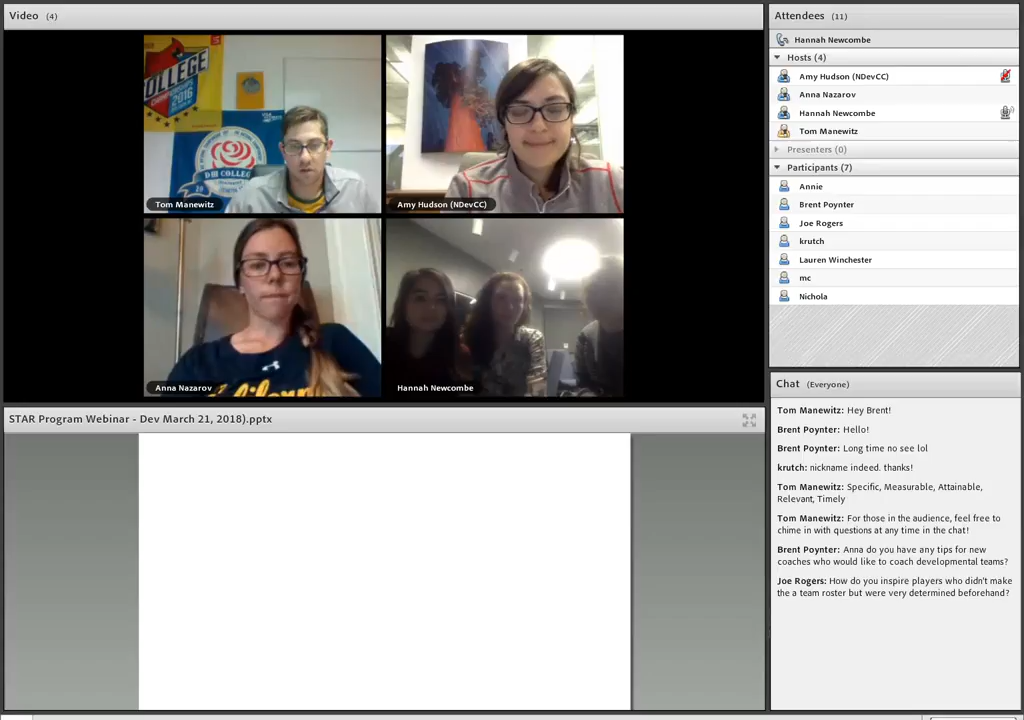 Video (4)
COLLEGE
2016
DIII COLLEGE
Tom Manewitz
Amy Hudson (NDevCC)
Anna Nazarov
Hannah Newcombe
STAR Program Webinar - Dev March 21, 2018).pptx
Attendees (11)
Hannah Newcombe
Hosts (4)
Amy Hudson (NDevCC)
Anna Nazarov
Hannah Newcombe
Tom Manewitz
Presenters (0)
Participants (7)
Annie
Brent Poynter
Joe Rogers
krutch
Lauren Winchester
mc
Nichola
Chat (Everyone)
Tom Manewitz: Hey Brent!
Brent Poynter: Hello!
Brent Poynter: Long time no see lol
krutch: nickname indeed. thanks!
Tom Manewitz: Specific, Measurable, Attainable,
Relevant, Timely
Tom Manewitz: For those in the audience, feel free to
chime in with questions at any time in the chat!
Brent Poynter: Anna do you have any tips for new
coaches who would like to coach developmental teams?
Joe Rogers: How do you inspire players who didn't make
the a team roster but were very determined beforehand?